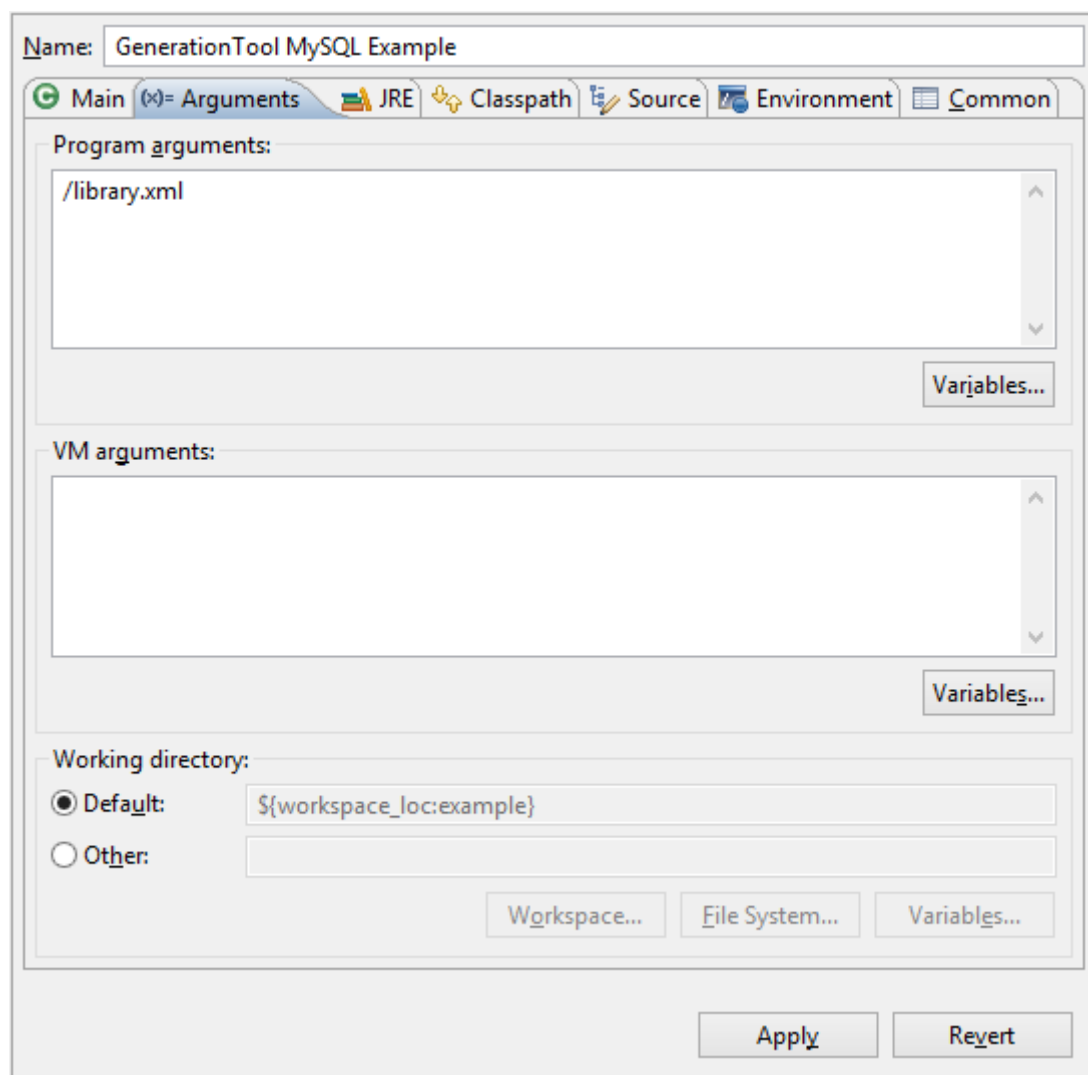 Name: GenerationTool MySQL Example
Main (x)= Arguments JRE Classpath Source Environment Common
Program arguments:
/library.xml
Variables...
VM arguments:
Variables...
Working directory:
Default: ${workspace_loc:example}
Other:
Workspace... File System... Variables...
Apply Revert